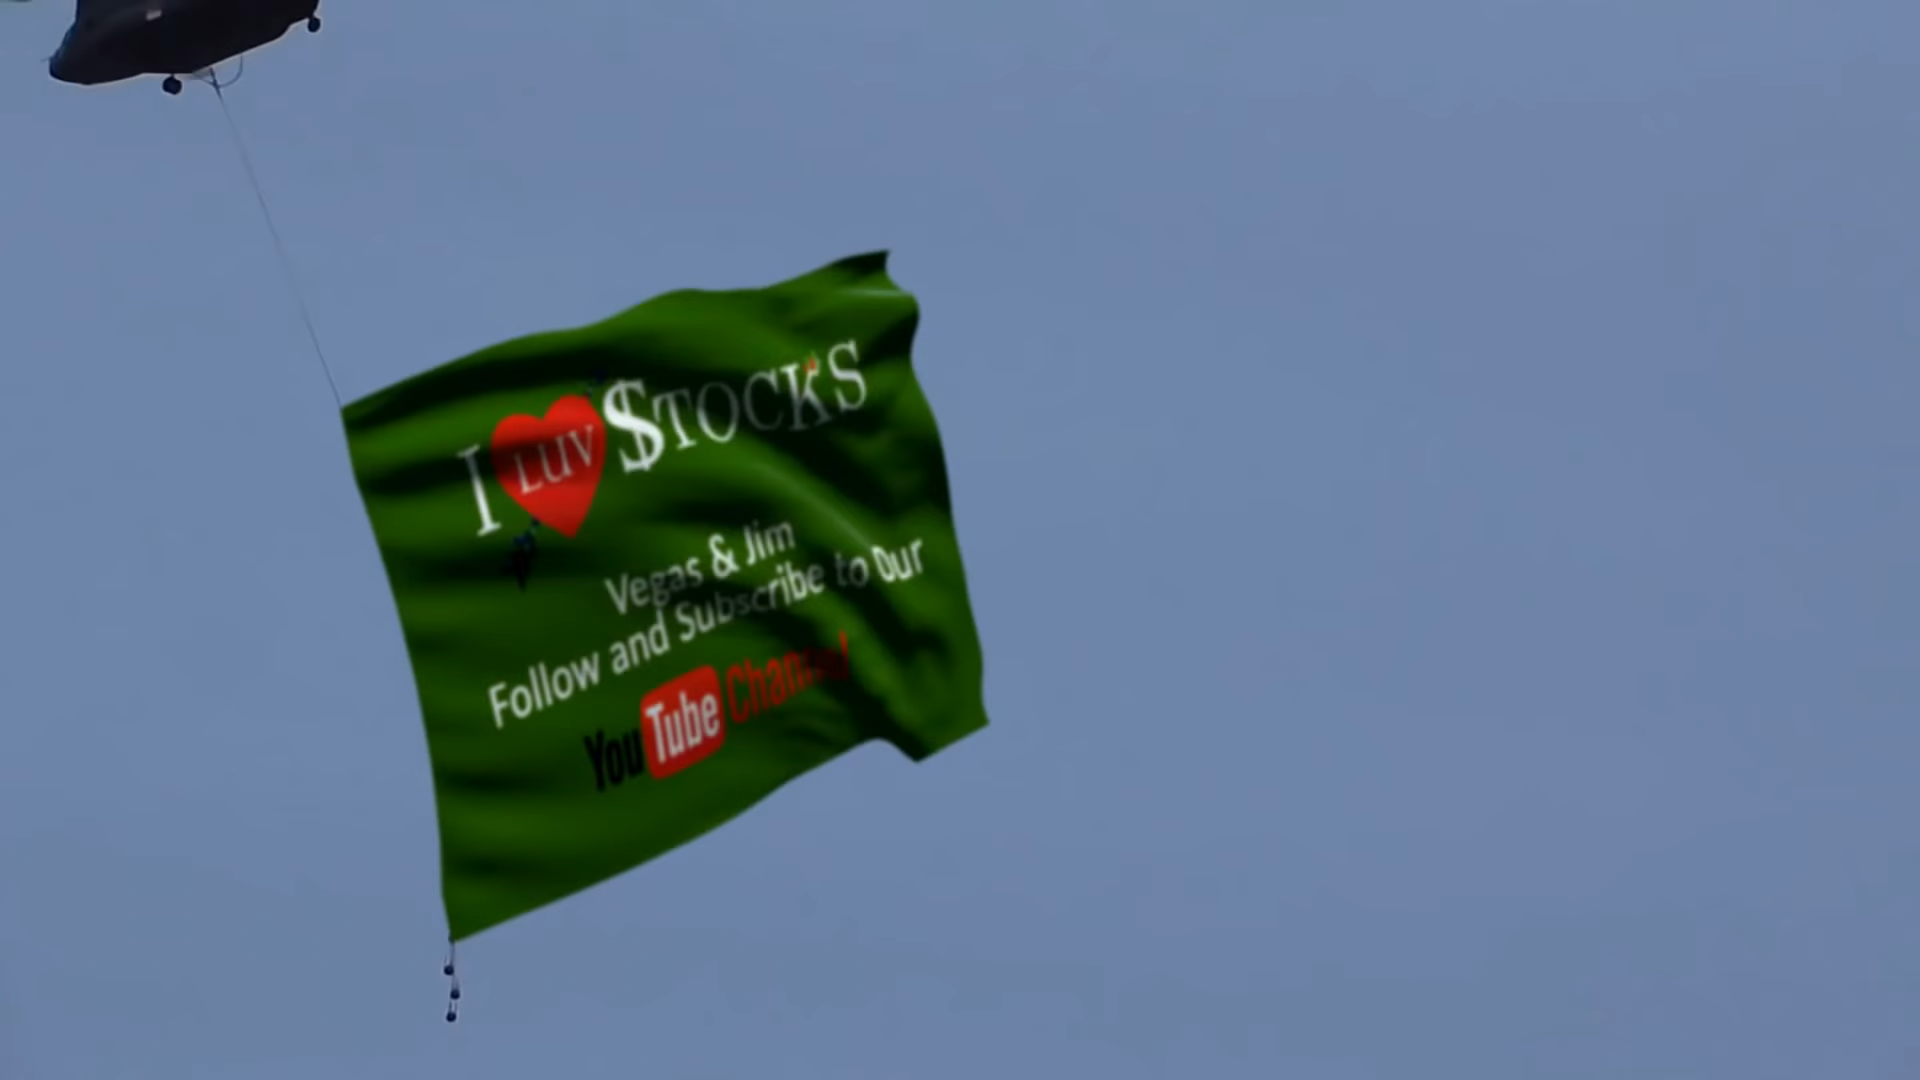 I LUV $TOCKS
Vegas & Jim
Follow and Subscribe to Our
YouTube Channel